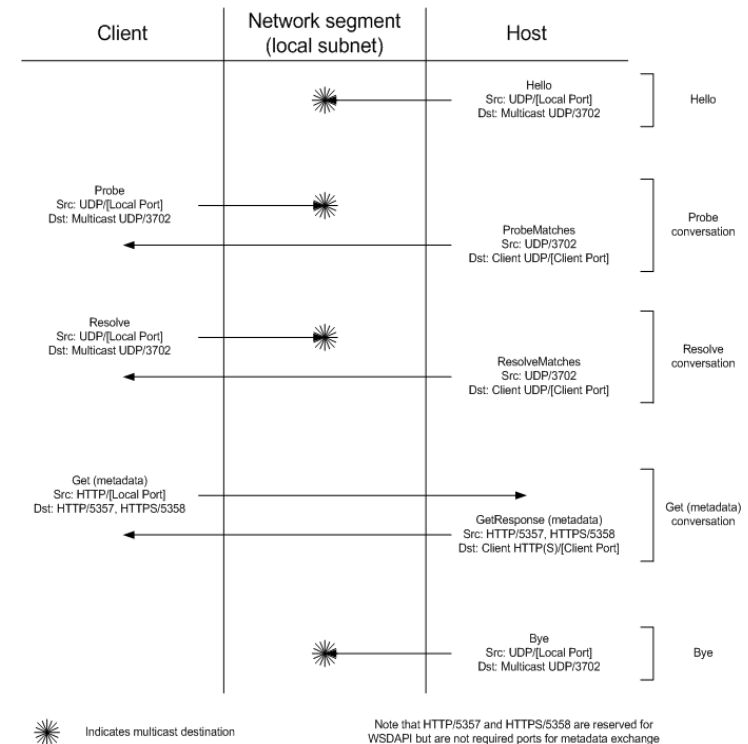 Client
Network segment
(local subnet)
Host
Hello
Src: UDP/[Local Port]
Dst: Multicast UDP/3702
Hello
Probe
Src: UDP/[Local Port]
Dst: Multicast UDP/3702
ProbeMatches
Src: UDP/3702
Dst: Client UDP/[Client Port]
Probe
conversation
Resolve
Src: UDP/[Local Port]
Dst: Multicast UDP/3702
ResolveMatches
Src: UDP/3702
Dst: Client UDP/[Client Port]
Resolve
conversation
Get (metadata)
Src: HTTP/[Local Port]
Dst: HTTP/5357, HTTPS/5358
GetResponse (metadata)
Src: HTTP/5357, HTTPS/5358
Dst: Client HTTP(S)/[Client Port]
Get (metadata)
conversation
Bye
Src: UDP/[Local Port]
Dst: Multicast UDP/3702
Bye
Indicates multicast destination
Note that HTTP/5357 and HTTPS/5358 are reserved for
WSDAPI but are not required ports for metadata exchange